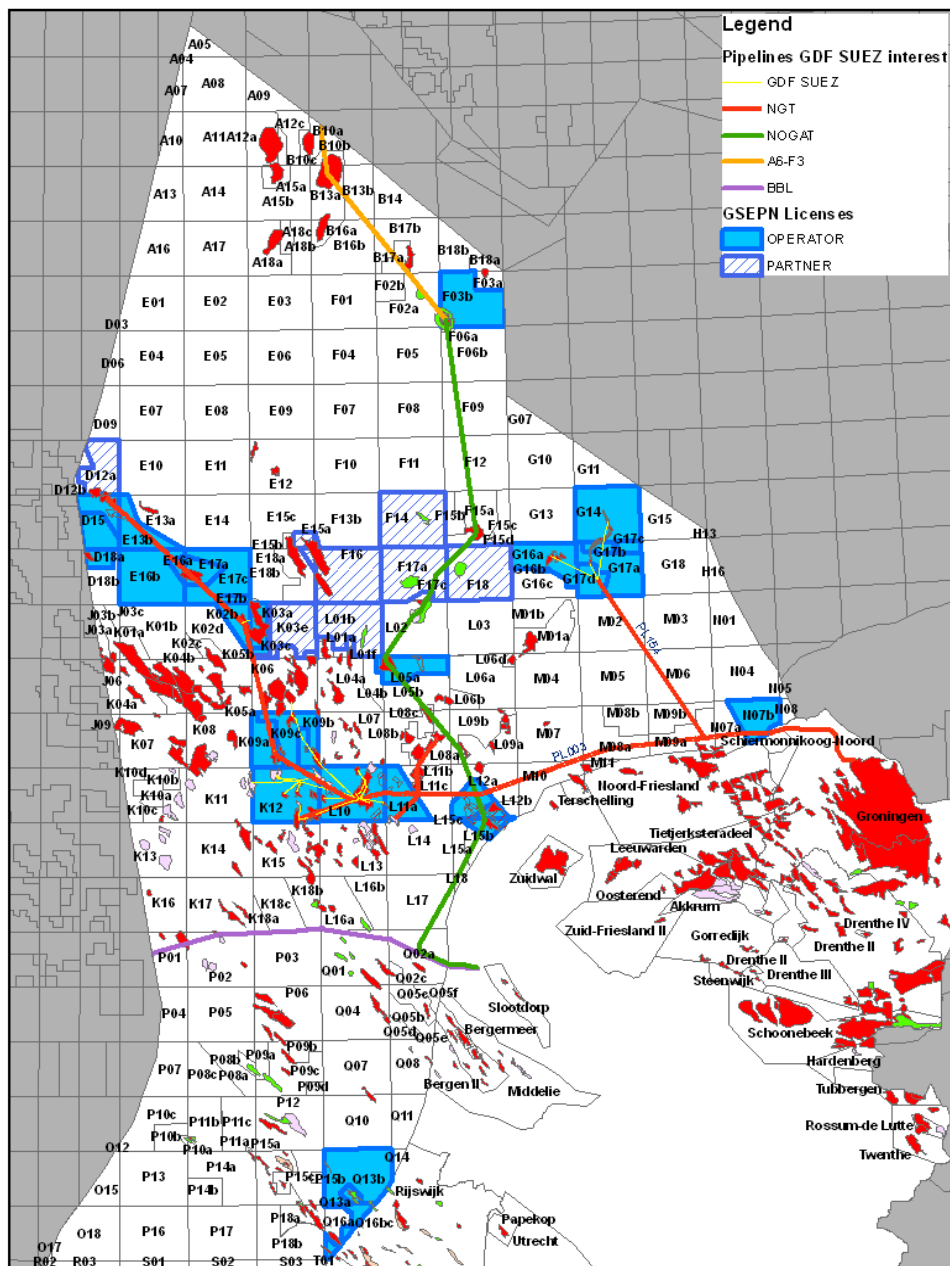 Legend
Pipelines GDF SUEZ interest
GDF SUEZ
NGT
NOGAT
A6-F3
BBL
GSEPN Licenses
OPERATOR
PARTNER
A05
A04
A07 A08 A09
A10 A11 A12a A12c B10a
B10b
B10c
A13 A14 A15a B13a B13b B14
A15b
A16 A17 A18c B16a B17b
A18b B16b
A18a B17a B18b B18a
E01 E02 E03 F01 F02b F03b F03a
F02a
D03
F06a
D06 E04 E05 E06 F04 F05 F06b
E07 E08 E09 F07 F08 F09 G07
D09
D12a E10 E11 E12 F10 F11 F12 G10 G11
D12b
D15 E13a E14 E15c F13b F14 F15b F15a G13 G14 G15 H13
E13b E15b E15a F15c G17c
F15d
D18a E16a E17a E18a F16 F17a F18 G16a G17b G18 H16
D18b E16b E17c E18b F17c G16b G17d G17a
E17b G16c
J03b J03c K02b K03a L01b L02 L03 M01b M02 M03 N01
J03a K01a K01b K02d K03e L01a M01a
K02c K05b K03c L01f PL154
K04b K06 L05a L06d
J06 L04a L05b L06a M04 M05 M06 N04
K04a L04b L06b N05
K05a K09b L07 L08c M08b M09b N07b N08
J09 K07 K08 K09a K09c L08b L09b M07 N07a
L08a L09a M08a M09a Schiermonnikoog-Noord
PL003
K10d K10b L11b L12a M10 M11 Noord-Friesland
K10a K11 L11c
K10c K12 L10 L11a L12b Terschelling Groningen
L15c
K13 K14 K15 L13 L14 L15b Tietjerksteradeel
L15a Leeuwarden
K16 K17 K18b L16b L17 L18 Zuidwal Oosterend
K18c Akkrum
K18a L16a Zuid-Friesland II Drenthe IV
Gorredijk Drenthe II
P01 P02 P03 Q01 Q02a Drenthe II
Q02c Steenwijk Drenthe III
P04 P05 P06 Q04 Q05c Q05f Slootdorp
Q05b
Q05d Q05e Bergermeer Schoonebeek
P07 P08b P09a P09b Q07 Q08 Hardenberg
P08c P08a P09c Bergen II
P09d Middelie Tubbergen
P10c P11b P11c P12 Q10 Q11 Rossum-de Lutte
P10b P11a
O12 P10a P15a Twenthe
P13 P14a P15c P15b Q13b Q14
O15 P14b Q13a Rijswijk
O18 P16 P17 P18a Q16a Q16bc Papekop
O17 P18b Utrecht
R02 R03 S01 S02 S03 T01